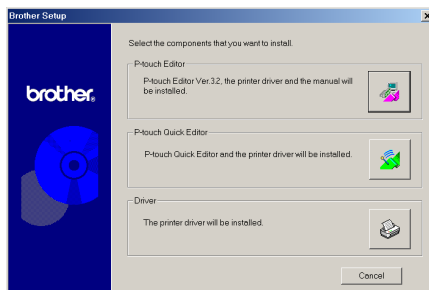 Brother Setup
Select the components that you want to install.
P-touch Editor
P-touch Editor Ver.3.2, the printer driver and the manual will
be installed.
brother®
P-touch Quick Editor
P-touch Quick Editor and the printer driver will be installed.
Driver
The printer driver will be installed.
Cancel